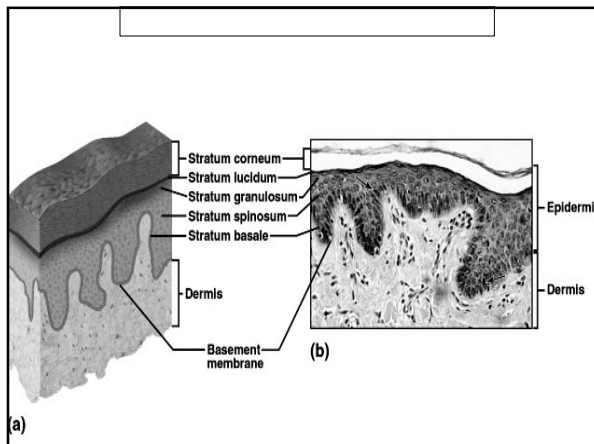 Stratum corneum
Stratum lucidum
Stratum granulosum
Stratum spinosum
Stratum basale
Dermis
Basement
membrane
(a)
Epidermi
Dermis
(b)